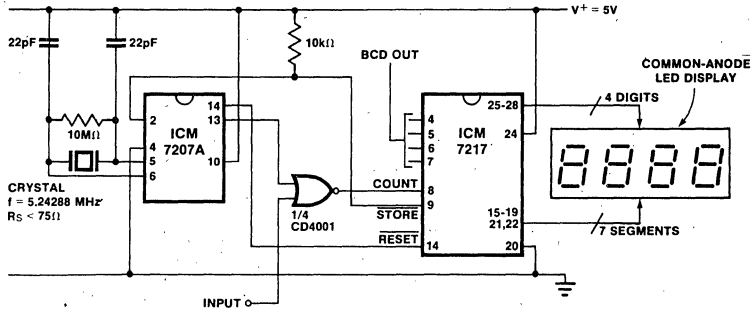 V+ = 5V
22pF
22pF
10kΩ
BCD OUT
COMMON-ANODE
LED DISPLAY
10MΩ
2
4
5
6
ICM
7207A
14
13
10
4
5
6
7
ICM
7217
25-28
24
4 DIGITS
8888
CRYSTAL
f = 5.24288 MHz
RS < 75Ω
1/4
CD4001
COUNT
STORE
RESET
8
9
14
15-19
21,22
20
7 SEGMENTS
INPUT